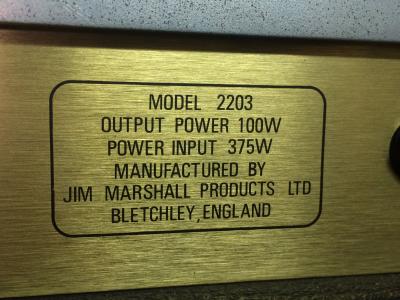 MODEL 2203
OUTPUT POWER 100W
POWER INPUT 375W
MANUFACTURED BY
JIM MARSHALL PRODUCTS LTD
BLETCHLEY, ENGLAND